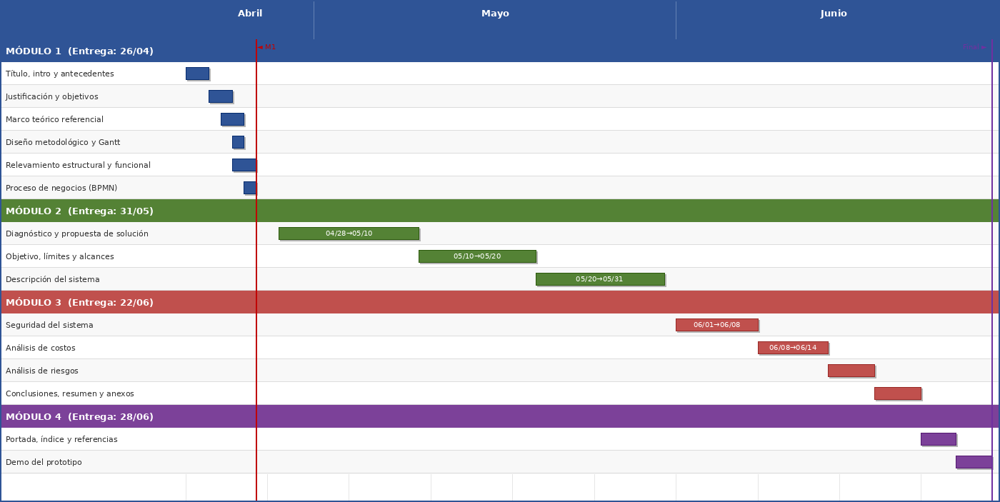 Abril Mayo Junio
MÓDULO 1 (Entrega: 26/04)
◄ M1
Título, intro y antecedentes
Justificación y objetivos
Marco teórico referencial
Diseño metodológico y Gantt
Relevamiento estructural y funcional
Proceso de negocios (BPMN)
MÓDULO 2 (Entrega: 31/05)
Diagnóstico y propuesta de solución 04/28→05/10
Objetivo, límites y alcances 05/10→05/20
Descripción del sistema 05/20→05/31
MÓDULO 3 (Entrega: 22/06)
Seguridad del sistema 06/01→06/08
Análisis de costos 06/08→06/14
Análisis de riesgos
Conclusiones, resumen y anexos
MÓDULO 4 (Entrega: 28/06)
Portada, índice y referencias
Demo del prototipo